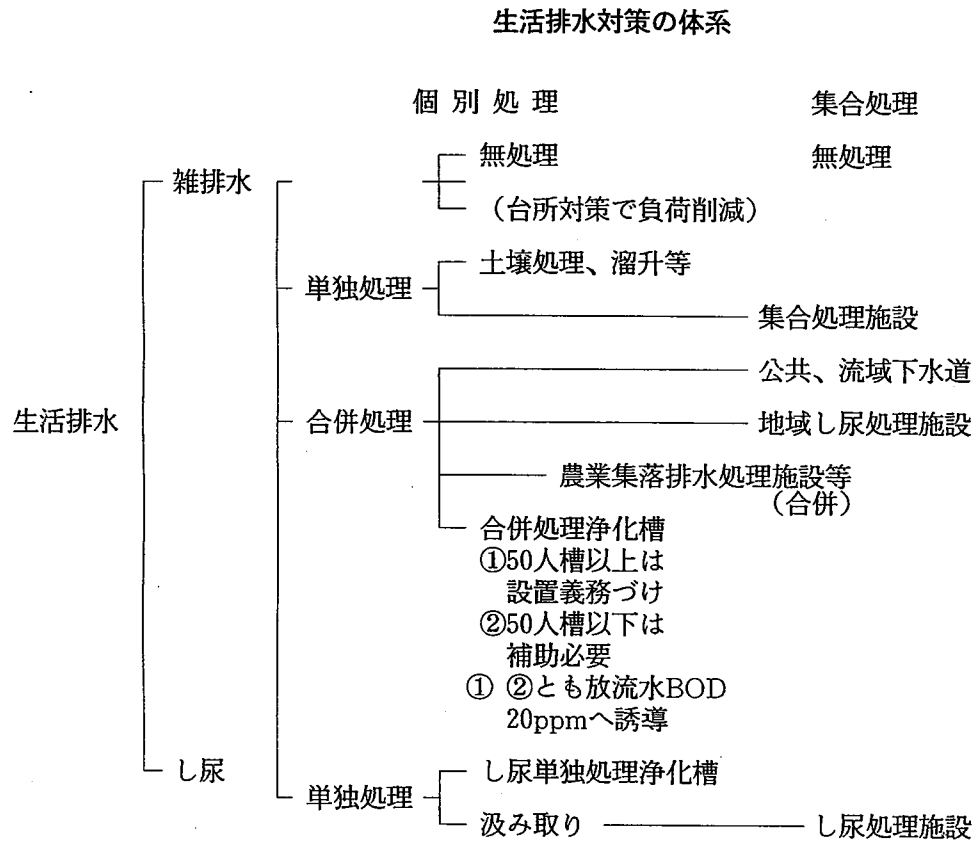 生活排水対策の体系
個別処理 集合処理
無処理 無処理
雑排水
（台所対策で負荷削減）
土壌処理、溜升等
単独処理
集合処理施設
公共、流域下水道
生活排水 合併処理 地域し尿処理施設
農業集落排水処理施設等
（合併）
合併処理浄化槽
①50人槽以上は
設置義務づけ
②50人槽以下は
補助必要
① ②とも放流水BOD
20ppmへ誘導
し尿 し尿単独処理浄化槽
単独処理
汲み取り し尿処理施設